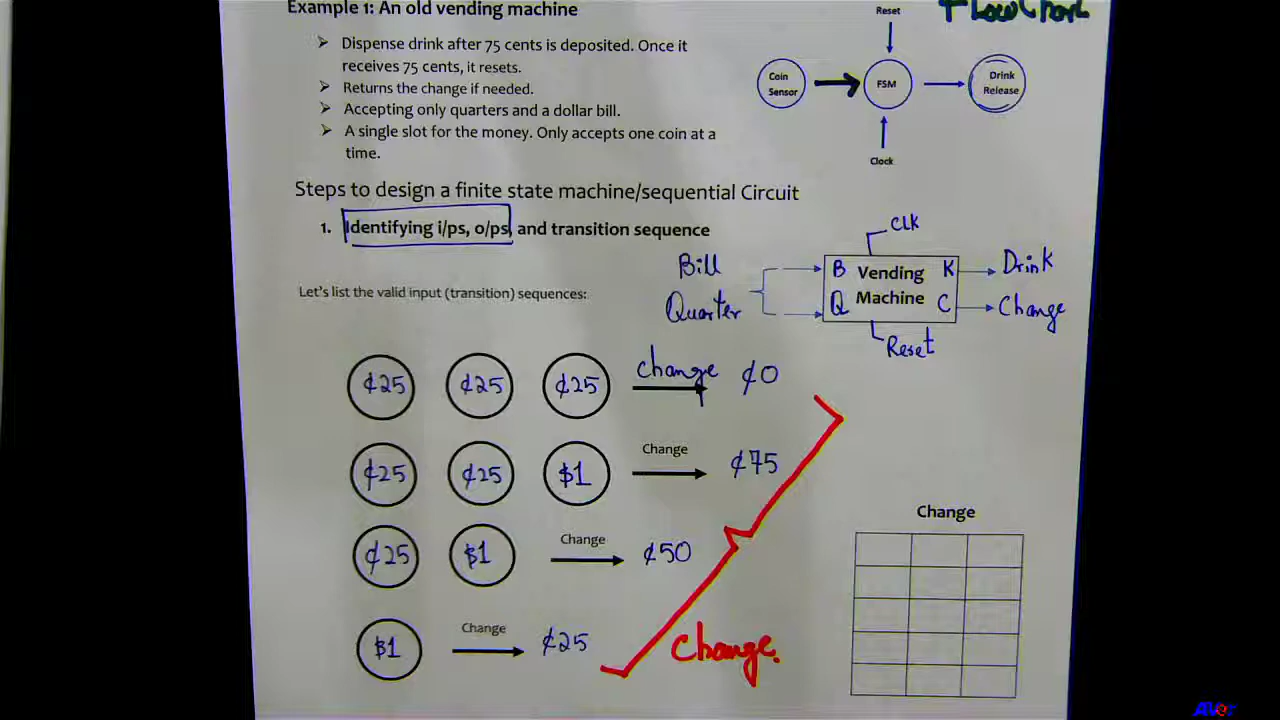 Example 1: An old vending machine
FlowChart
➢ Dispense drink after 75 cents is deposited. Once it
receives 75 cents, it resets.
➢ Returns the change if needed.
➢ Accepting only quarters and a dollar bill.
➢ A single slot for the money. Only accepts one coin at a
time.
Reset
Coin
Sensor
FSM
Drink
Release
Clock
Steps to design a finite state machine/sequential Circuit
1. Identifying i/ps, o/ps, and transition sequence
CLK
Bill
Quarter
B Vending K
Q Machine C
Drink
Change
Reset
Let's list the valid input (transition) sequences:
¢25 ¢25 ¢25 change ¢0
¢25 ¢25 $1 Change ¢75
¢25 $1 Change ¢50
$1 Change ¢25
Change.
Change
AVer